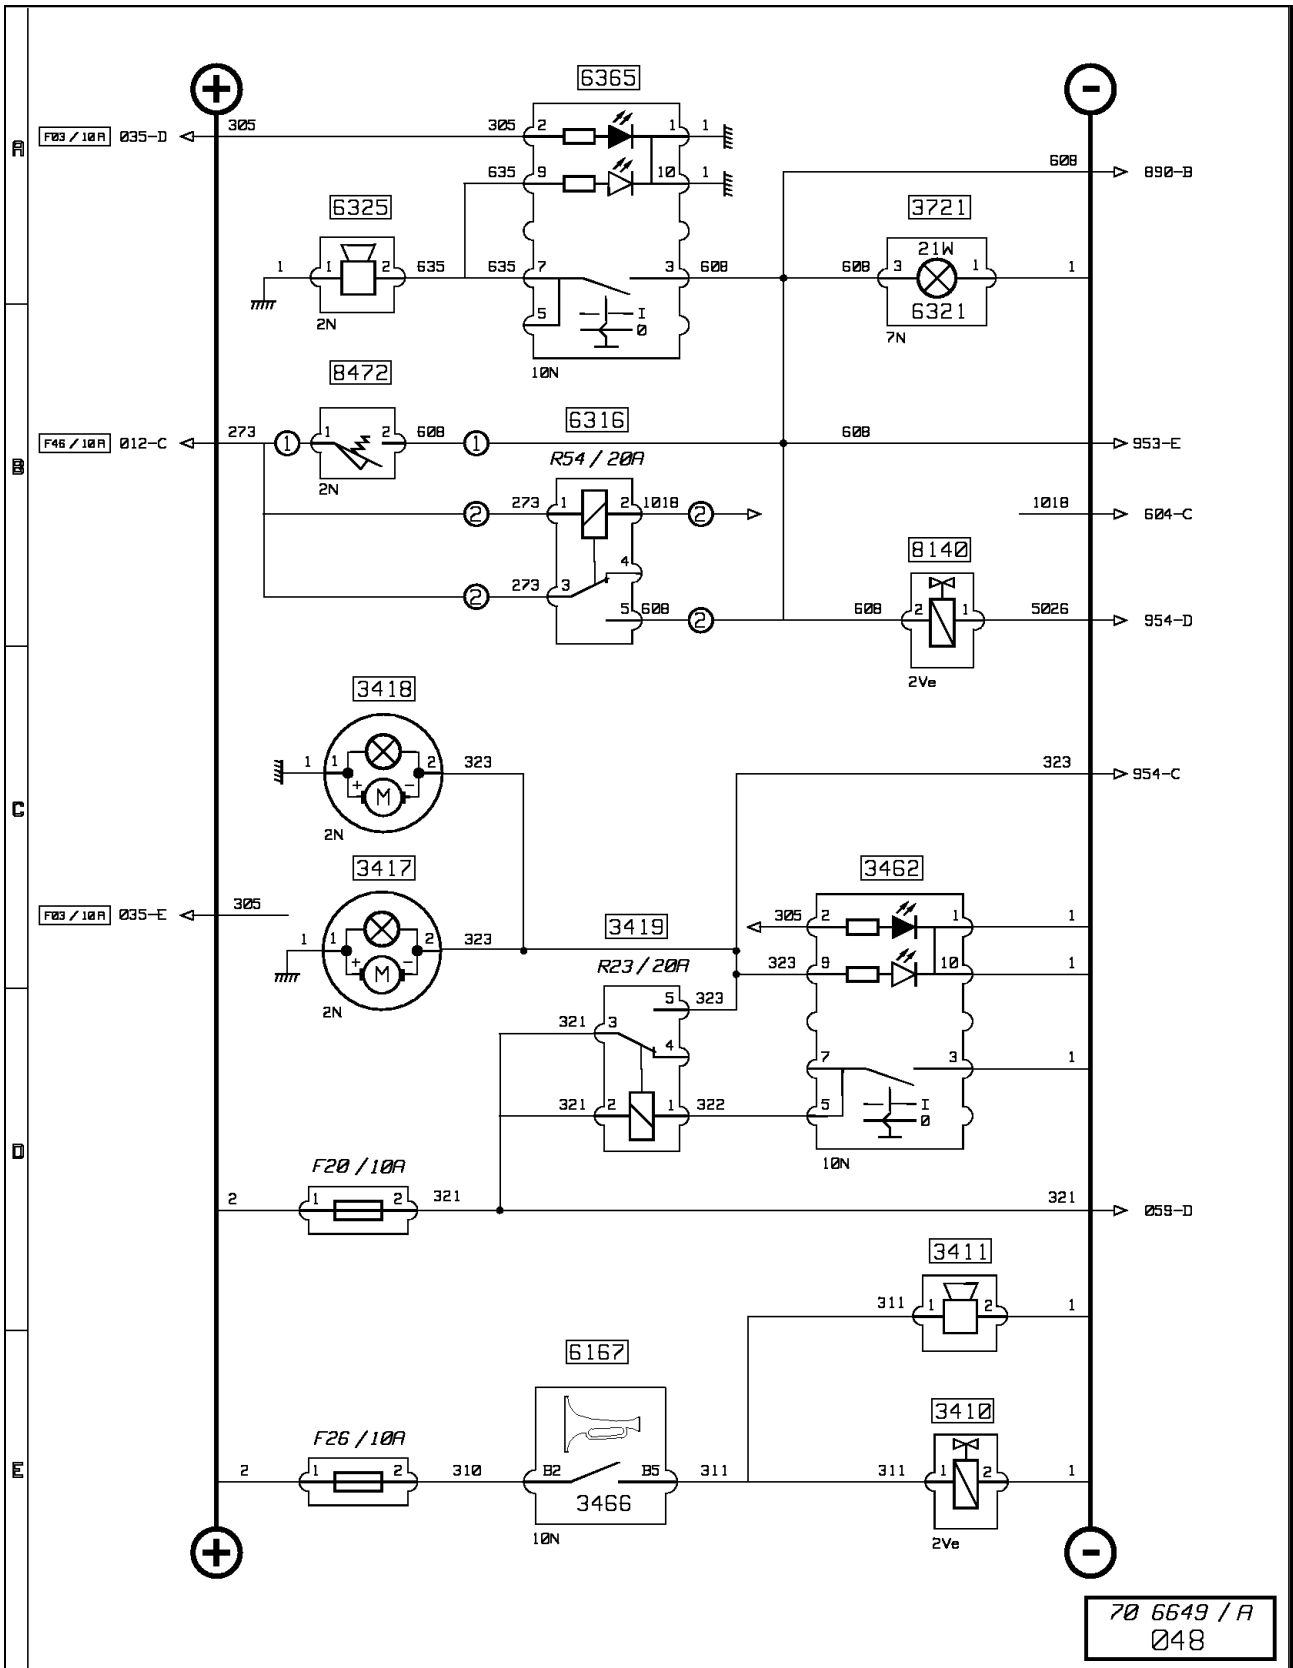 6365
305 305 2 1 1
A F03 / 10A 035-D
608
635 9 10 1 890-B
6325 3721
21W
1 1 2 635 635 7 3 608 608 3 1 1
5 I 6321
0
2N 7N
10N
8472
6316
F46 / 10A 012-C 273 1 1 2 608 1 608 953-E
B R54 / 20A
2N
2 273 1 2 1018 2 1018 604-C
8140
4
2 273 3
5 608 2 608 2 1 5026 954-D
2Ve
3418
1 1 2 323 323 954-C
+ M -
C
2N
3417 3462
F03 / 10A 035-E 305
3419 305 2 1 1
1 1 2 323
+ M - R23 / 20A 323 9 10 1
2N 5 323
321 3
4
7 3 1
321 2 1 322 5 I
0
D 10N
F20 / 10A
2 1 2 321 321 059-D
3411
311 1 2 1
6167
3410
F26 / 10A
E 2 1 2 310 B2 B5 311 311 1 2 1
3466
10N 2Ve
70 6649 / A
048